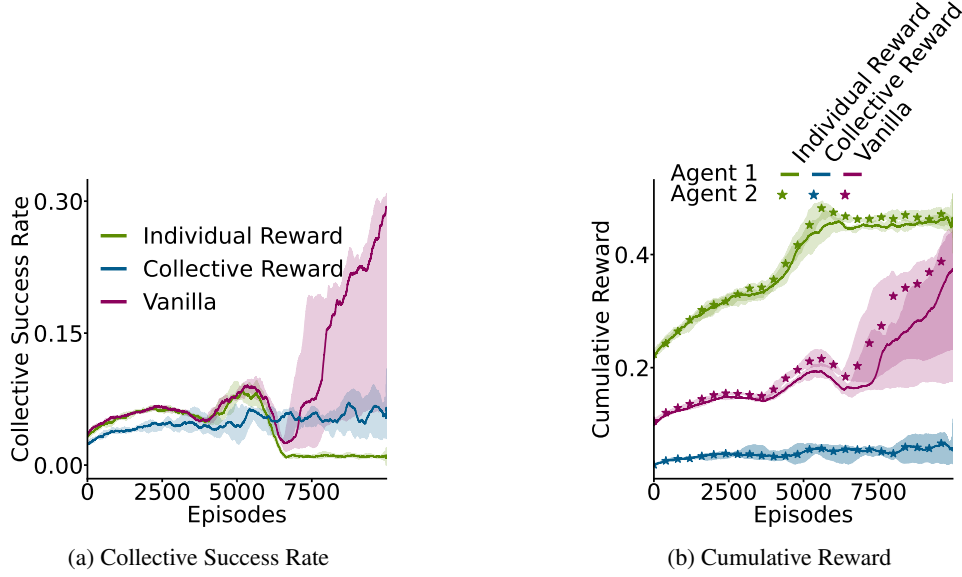 Collective Success Rate
0.30
0.15
0.00
Individual Reward
Collective Reward
Vanilla
0
2500
5000
7500
Episodes
(a) Collective Success Rate
Individual Reward
Collective Reward
Vanilla
Agent 1
Agent 2
Cumulative Reward
0.4
0.2
0
2500
5000
7500
Episodes
(b) Cumulative Reward